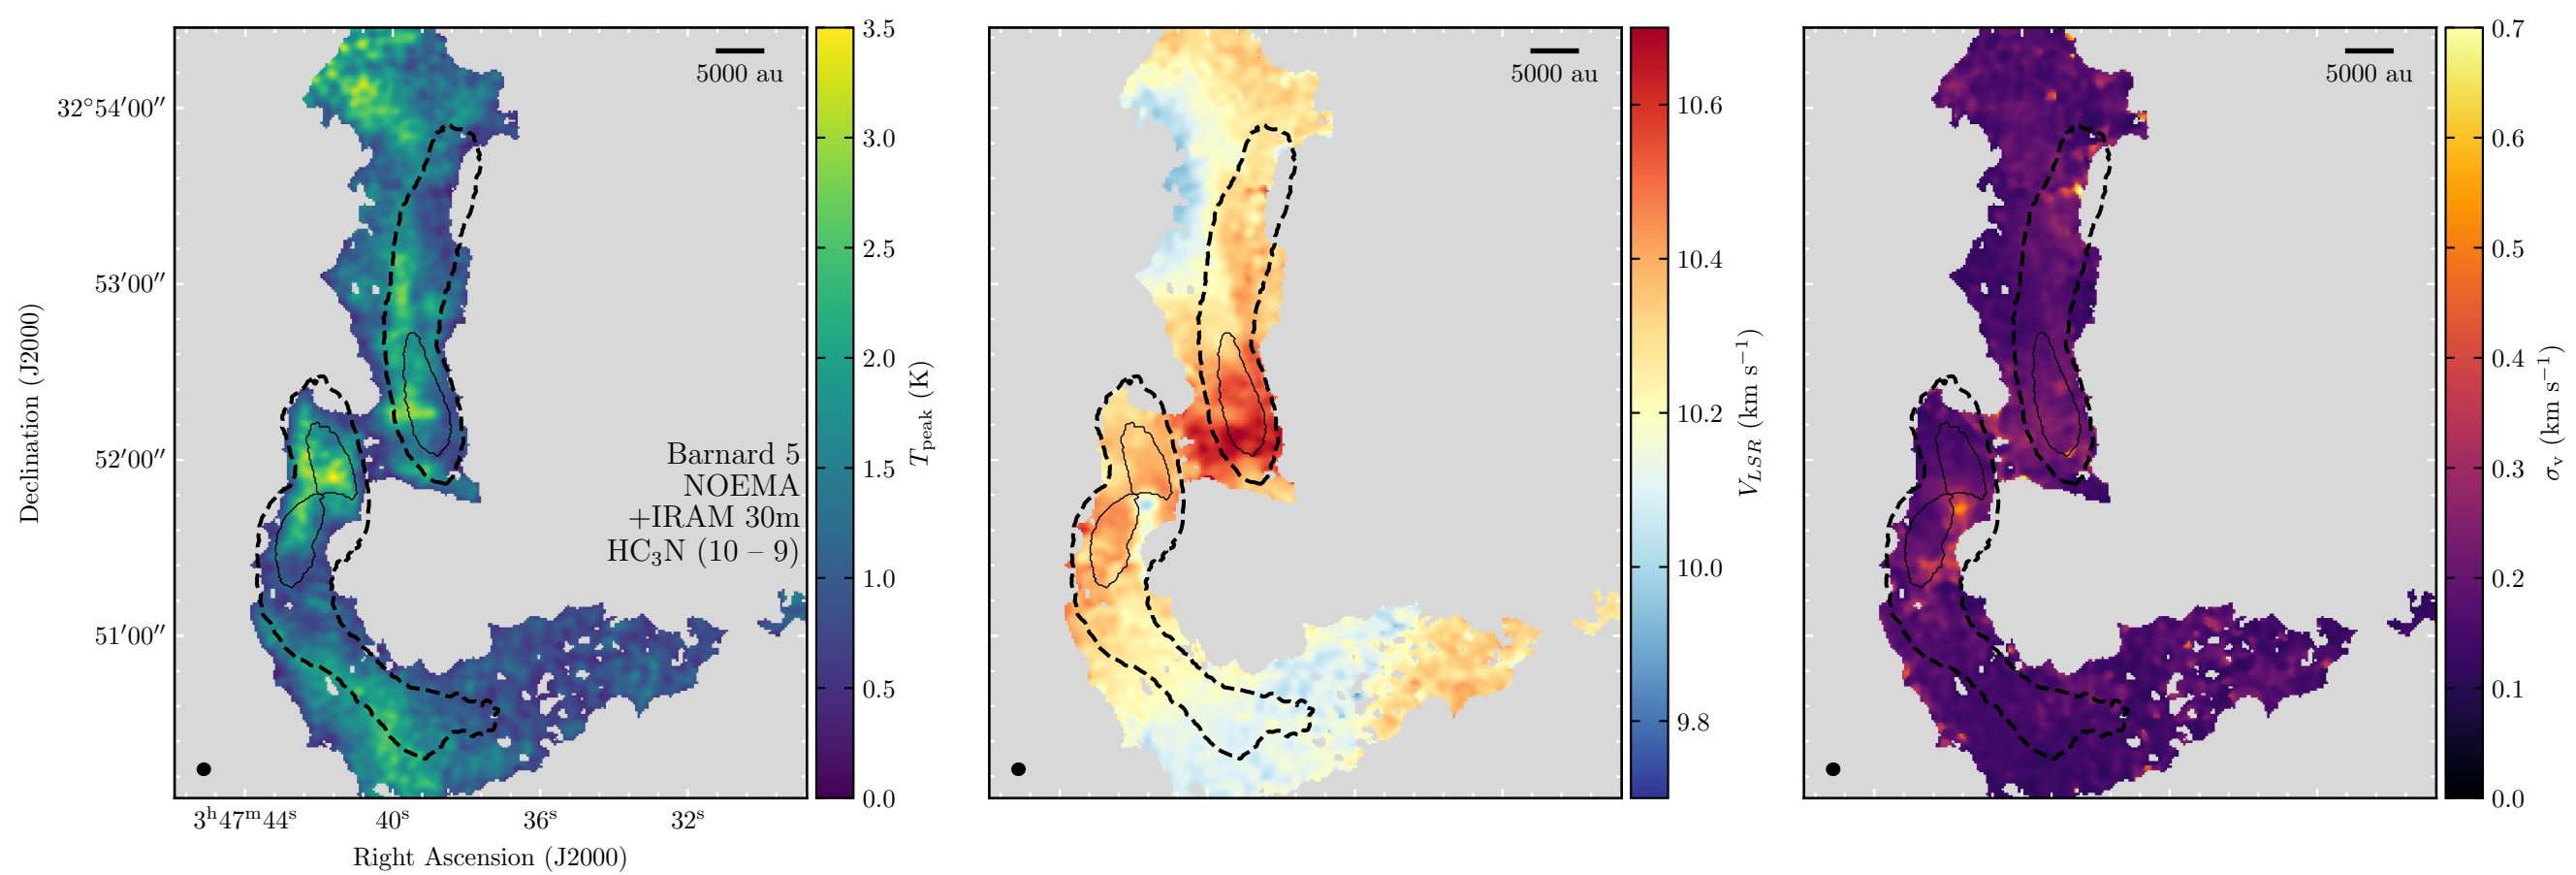 Declination (J2000)
32°54′00″
53′00″
52′00″
51′00″
3ʰ47ᵐ44ˢ
40ˢ
36ˢ
32ˢ
Right Ascension (J2000)
5000 au
Barnard 5
NOEMA
+IRAM 30m
HC₃N (10 – 9)
3.5
3.0
2.5
2.0
1.5
1.0
0.5
0.0
T_peak (K)
5000 au
10.6
10.4
10.2
10.0
9.8
V_LSR (km s⁻¹)
5000 au
0.7
0.6
0.5
0.4
0.3
0.2
0.1
0.0
σ_v (km s⁻¹)